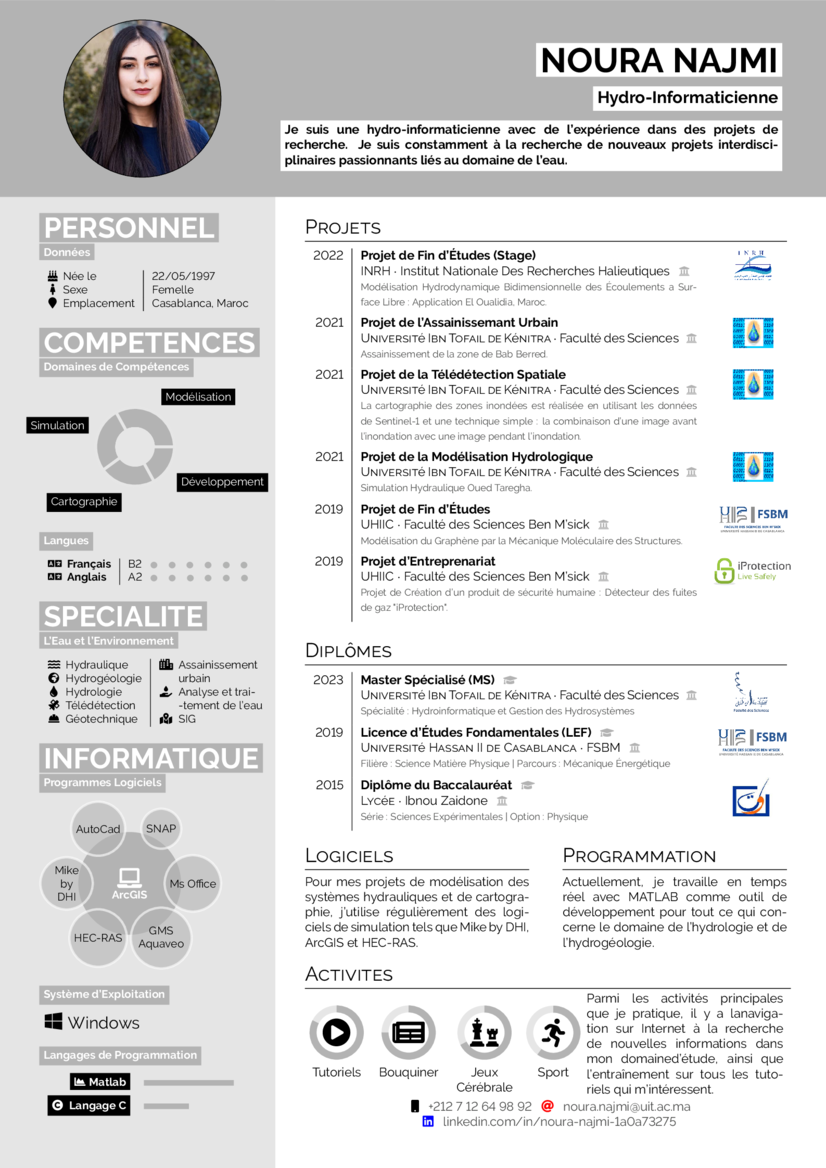 NOURA NAJMI
Hydro-Informaticienne
Je suis une hydro-informaticienne avec de l'expérience dans des projets de
recherche. Je suis constamment à la recherche de nouveaux projets interdisci-
plinaires passionnants liés au domaine de l'eau.
PERSONNEL
Données
Née le 22/05/1997
Sexe Femelle
Emplacement Casablanca, Maroc
COMPETENCES
Domaines de Compétences
Modélisation
Simulation
Développement
Cartographie
Langues
Français B2
Anglais A2
SPECIALITE
L'Eau et l'Environnement
Hydraulique
Hydrogéologie
Hydrologie
Télédétection
Géotechnique
Assainissement
urbain
Analyse et trai-
-tement de l'eau
SIG
INFORMATIQUE
Programmes Logiciels
AutoCad
SNAP
Mike
by
DHI
ArcGIS
Ms Office
HEC-RAS
GMS
Aquaveo
Système d'Exploitation
Windows
Langages de Programmation
Matlab
Langage C
PROJETS
2022 Projet de Fin d'Études (Stage)
INRH · Institut Nationale Des Recherches Halieutiques
Modélisation Hydrodynamique Bidimensionnelle des Écoulements a Sur-
face Libre : Application El Oualidia, Maroc.
INRH
2021 Projet de l'Assainissemant Urbain
UNIVERSITÉ IBN TOFAIL DE KÉNITRA · Faculté des Sciences
Assainissement de la zone de Bab Berred.
2021 Projet de la Télédétection Spatiale
UNIVERSITÉ IBN TOFAIL DE KÉNITRA · Faculté des Sciences
La cartographie des zones inondées est réalisée en utilisant les données
de Sentinel-1 et une technique simple : la combinaison d'une image avant
l'inondation avec une image pendant l'inondation.
2021 Projet de la Modélisation Hydrologique
UNIVERSITÉ IBN TOFAIL DE KÉNITRA · Faculté des Sciences
Simulation Hydraulique Oued Taregha.
2019 Projet de Fin d'Études
UHIIC · Faculté des Sciences Ben M'sick
Modélisation du Graphène par la Mécanique Moléculaire des Structures.
FSBM
2019 Projet d'Entreprenariat
UHIIC · Faculté des Sciences Ben M'sick
Projet de Création d'un produit de sécurité humaine : Détecteur des fuites
de gaz "iProtection".
iProtection
Live Safely
DIPLÔMES
2023 Master Spécialisé (MS)
UNIVERSITÉ IBN TOFAIL DE KÉNITRA · Faculté des Sciences
Spécialité : Hydroinformatique et Gestion des Hydrosystèmes
2019 Licence d'Études Fondamentales (LEF)
UNIVERSITÉ HASSAN II DE CASABLANCA · FSBM
Filière : Science Matière Physique | Parcours : Mécanique Énergétique
FSBM
2015 Diplôme du Baccalauréat
LYCÉE · Ibnou Zaidone
Série : Sciences Expérimentales | Option : Physique
LOGICIELS
Pour mes projets de modélisation des
systèmes hydrauliques et de cartogra-
phie, j'utilise régulièrement des logi-
ciels de simulation tels que Mike by DHI,
ArcGIS et HEC-RAS.
PROGRAMMATION
Actuellement, je travaille en temps
réel avec MATLAB comme outil de
développement pour tout ce qui con-
cerne le domaine de l'hydrologie et de
l'hydrogéologie.
ACTIVITES
Tutoriels
Bouquiner
Jeux
Cérébrale
Sport
Parmi les activités principales
que je pratique, il y a lanaviga-
tion sur Internet à la recherche
de nouvelles informations dans
mon domained'étude, ainsi que
l'entraînement sur tous les tuto-
riels qui m'intéressent.
+212 7 12 64 98 92 @ noura.najmi@uit.ac.ma
linkedin.com/in/noura-najmi-1a0a73275